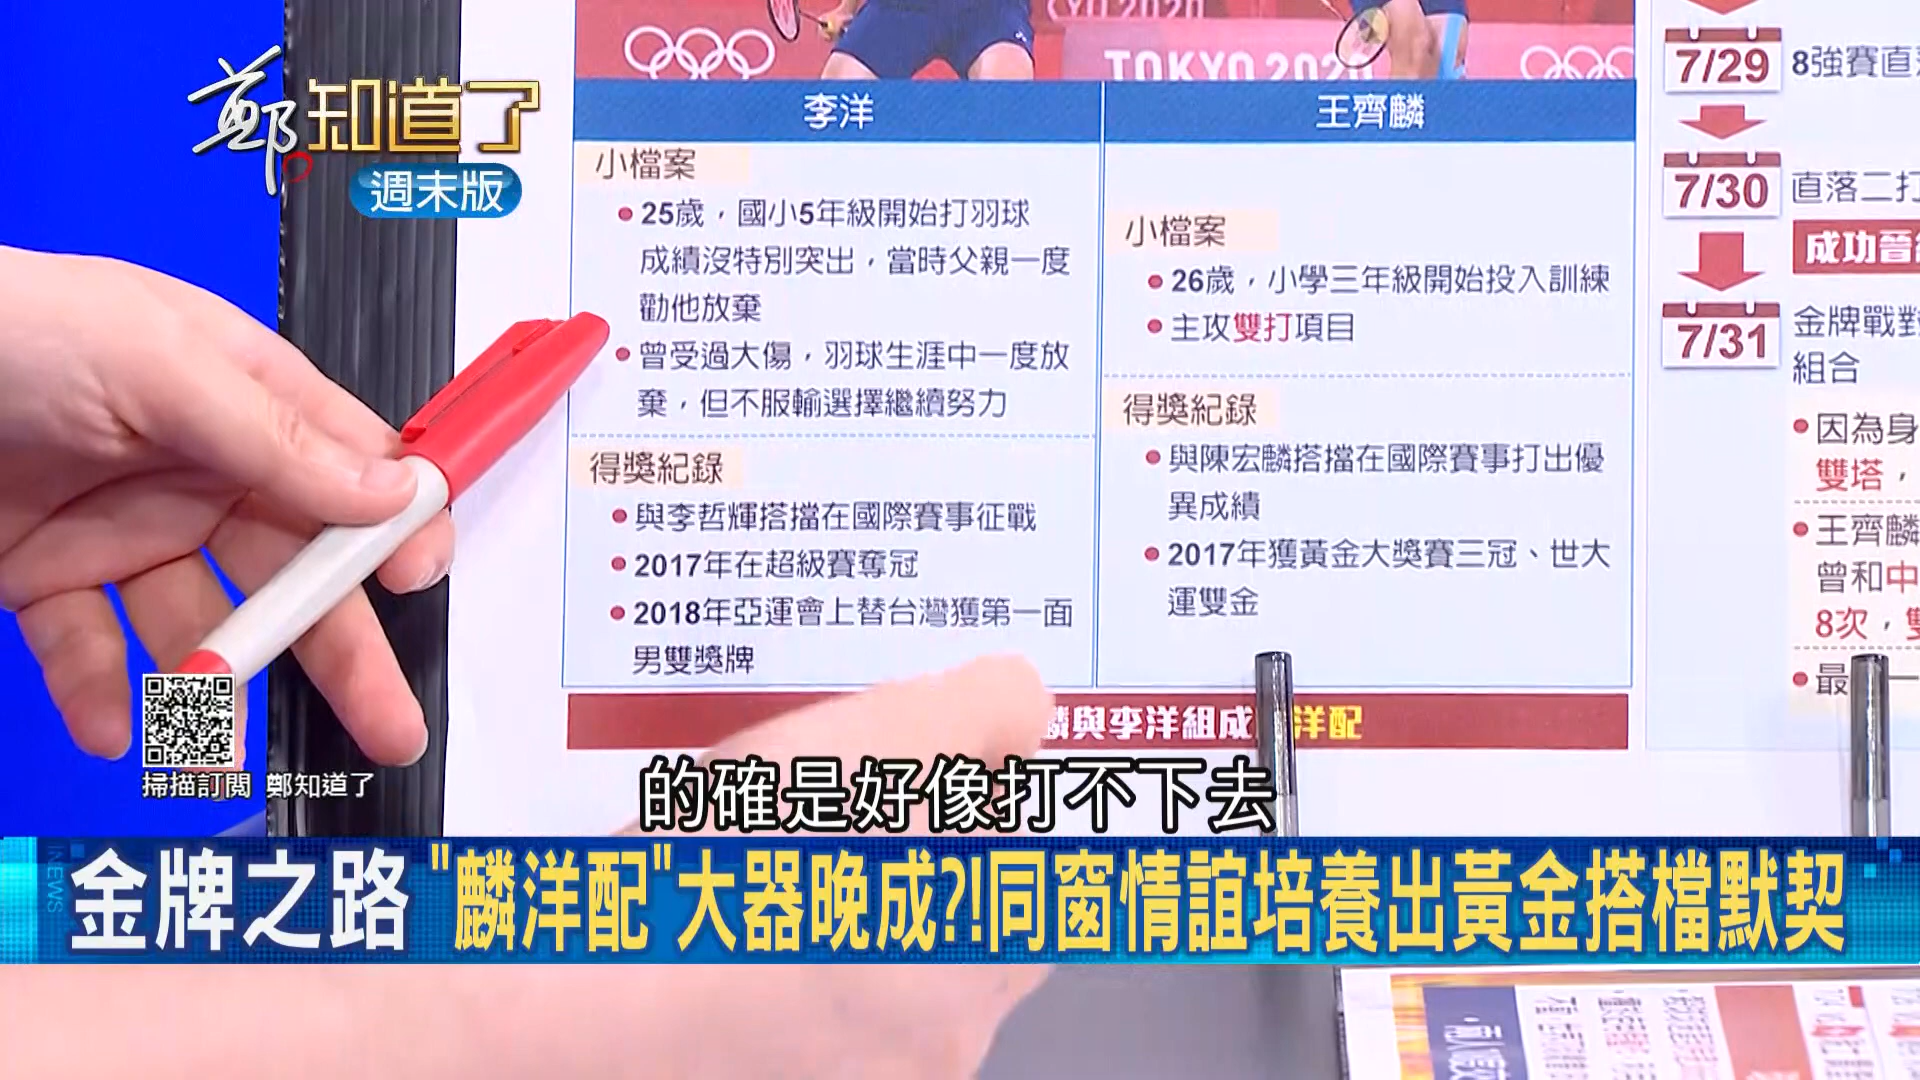 TOKYO 2020
鄭知道了
週末版
李洋
王齊麟
小檔案
25歲，國小5年級開始打羽球
成績沒特別突出，當時父親一度
勸他放棄
曾受過大傷，羽球生涯中一度放
棄，但不服輸選擇繼續努力
得獎紀錄
與李哲輝搭擋在國際賽事征戰
2017年在超級賽奪冠
2018年亞運會上替台灣獲第一面
男雙獎牌
小檔案
26歲，小學三年級開始投入訓練
主攻雙打項目
得獎紀錄
與陳宏麟搭擋在國際賽事打出優
異成績
2017年獲黃金大獎賽三冠、世大
運雙金
麟與李洋組成
洋配
7/29
8強賽直
7/30
直落二打
成功晉
7/31
金牌戰對
組合
因為身
雙塔，
王齊麟
曾和中
8次，雙
最
掃描訂閱 鄭知道了
的確是好像打不下去
NEWS
金牌之路 "麟洋配"大器晚成?!同窗情誼培養出黃金搭檔默契